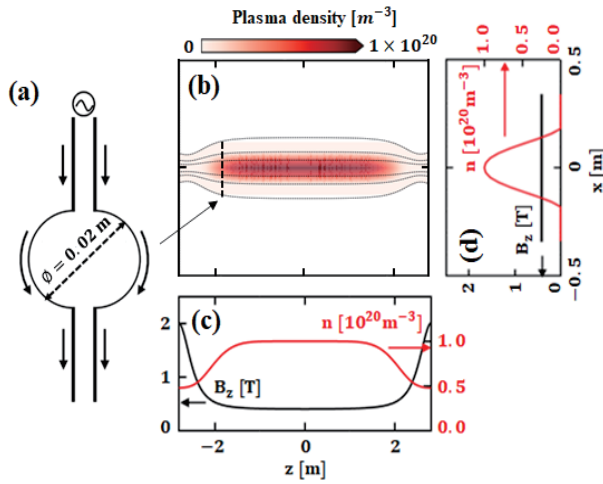 Plasma density [m⁻³]
0
1 × 10²⁰
(a)
∅ = 0.02 m
(b)
(c)
n [10²⁰m⁻³]
B_z [T]
2
1
0
1.0
0.5
0.0
−2
0
2
z [m]
1.0
0.5
0.0
n [10²⁰m⁻³]
B_z [T]
(d)
0.5
0
−0.5
x [m]
2
1
0